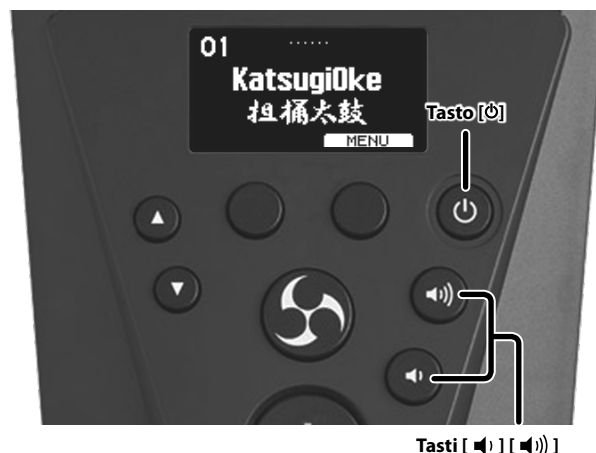 01
KatsugiOke
担桶太鼓
MENU
Tasto [⏻]
Tasti [🔈] [🔊]